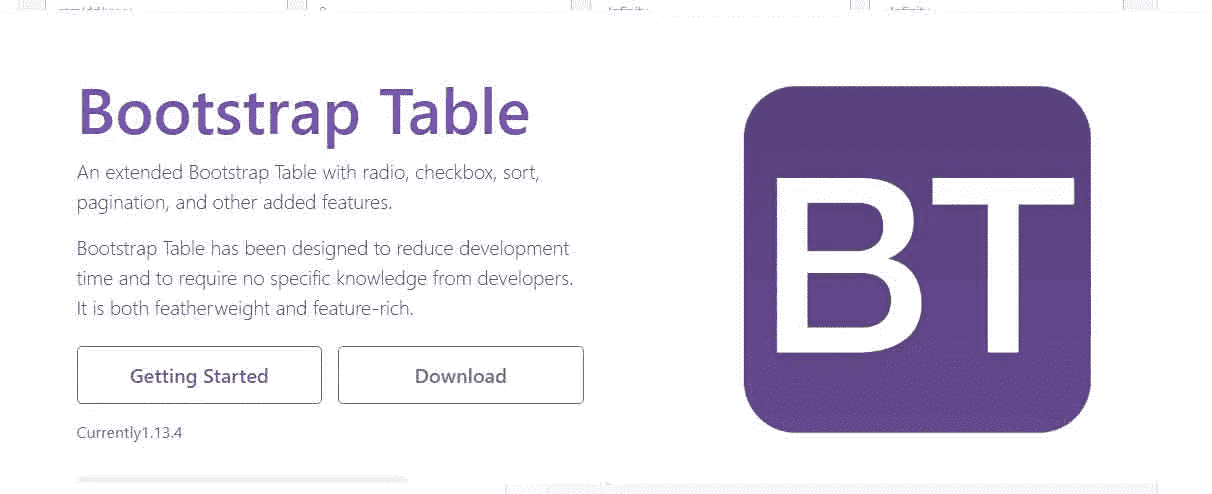 Bootstrap Table
An extended Bootstrap Table with radio, checkbox, sort,
pagination, and other added features.
Bootstrap Table has been designed to reduce development
time and to require no specific knowledge from developers.
It is both featherweight and feature-rich.
Getting Started
Download
Currently1.13.4
BT